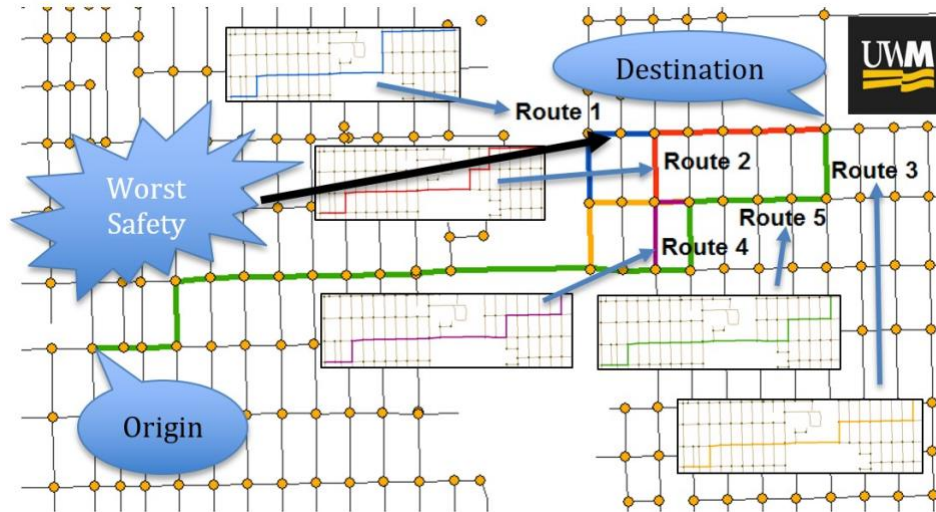 Destination
UWM
Route 1
Worst
Safety
Route 2
Route 3
Route 5
Route 4
Origin